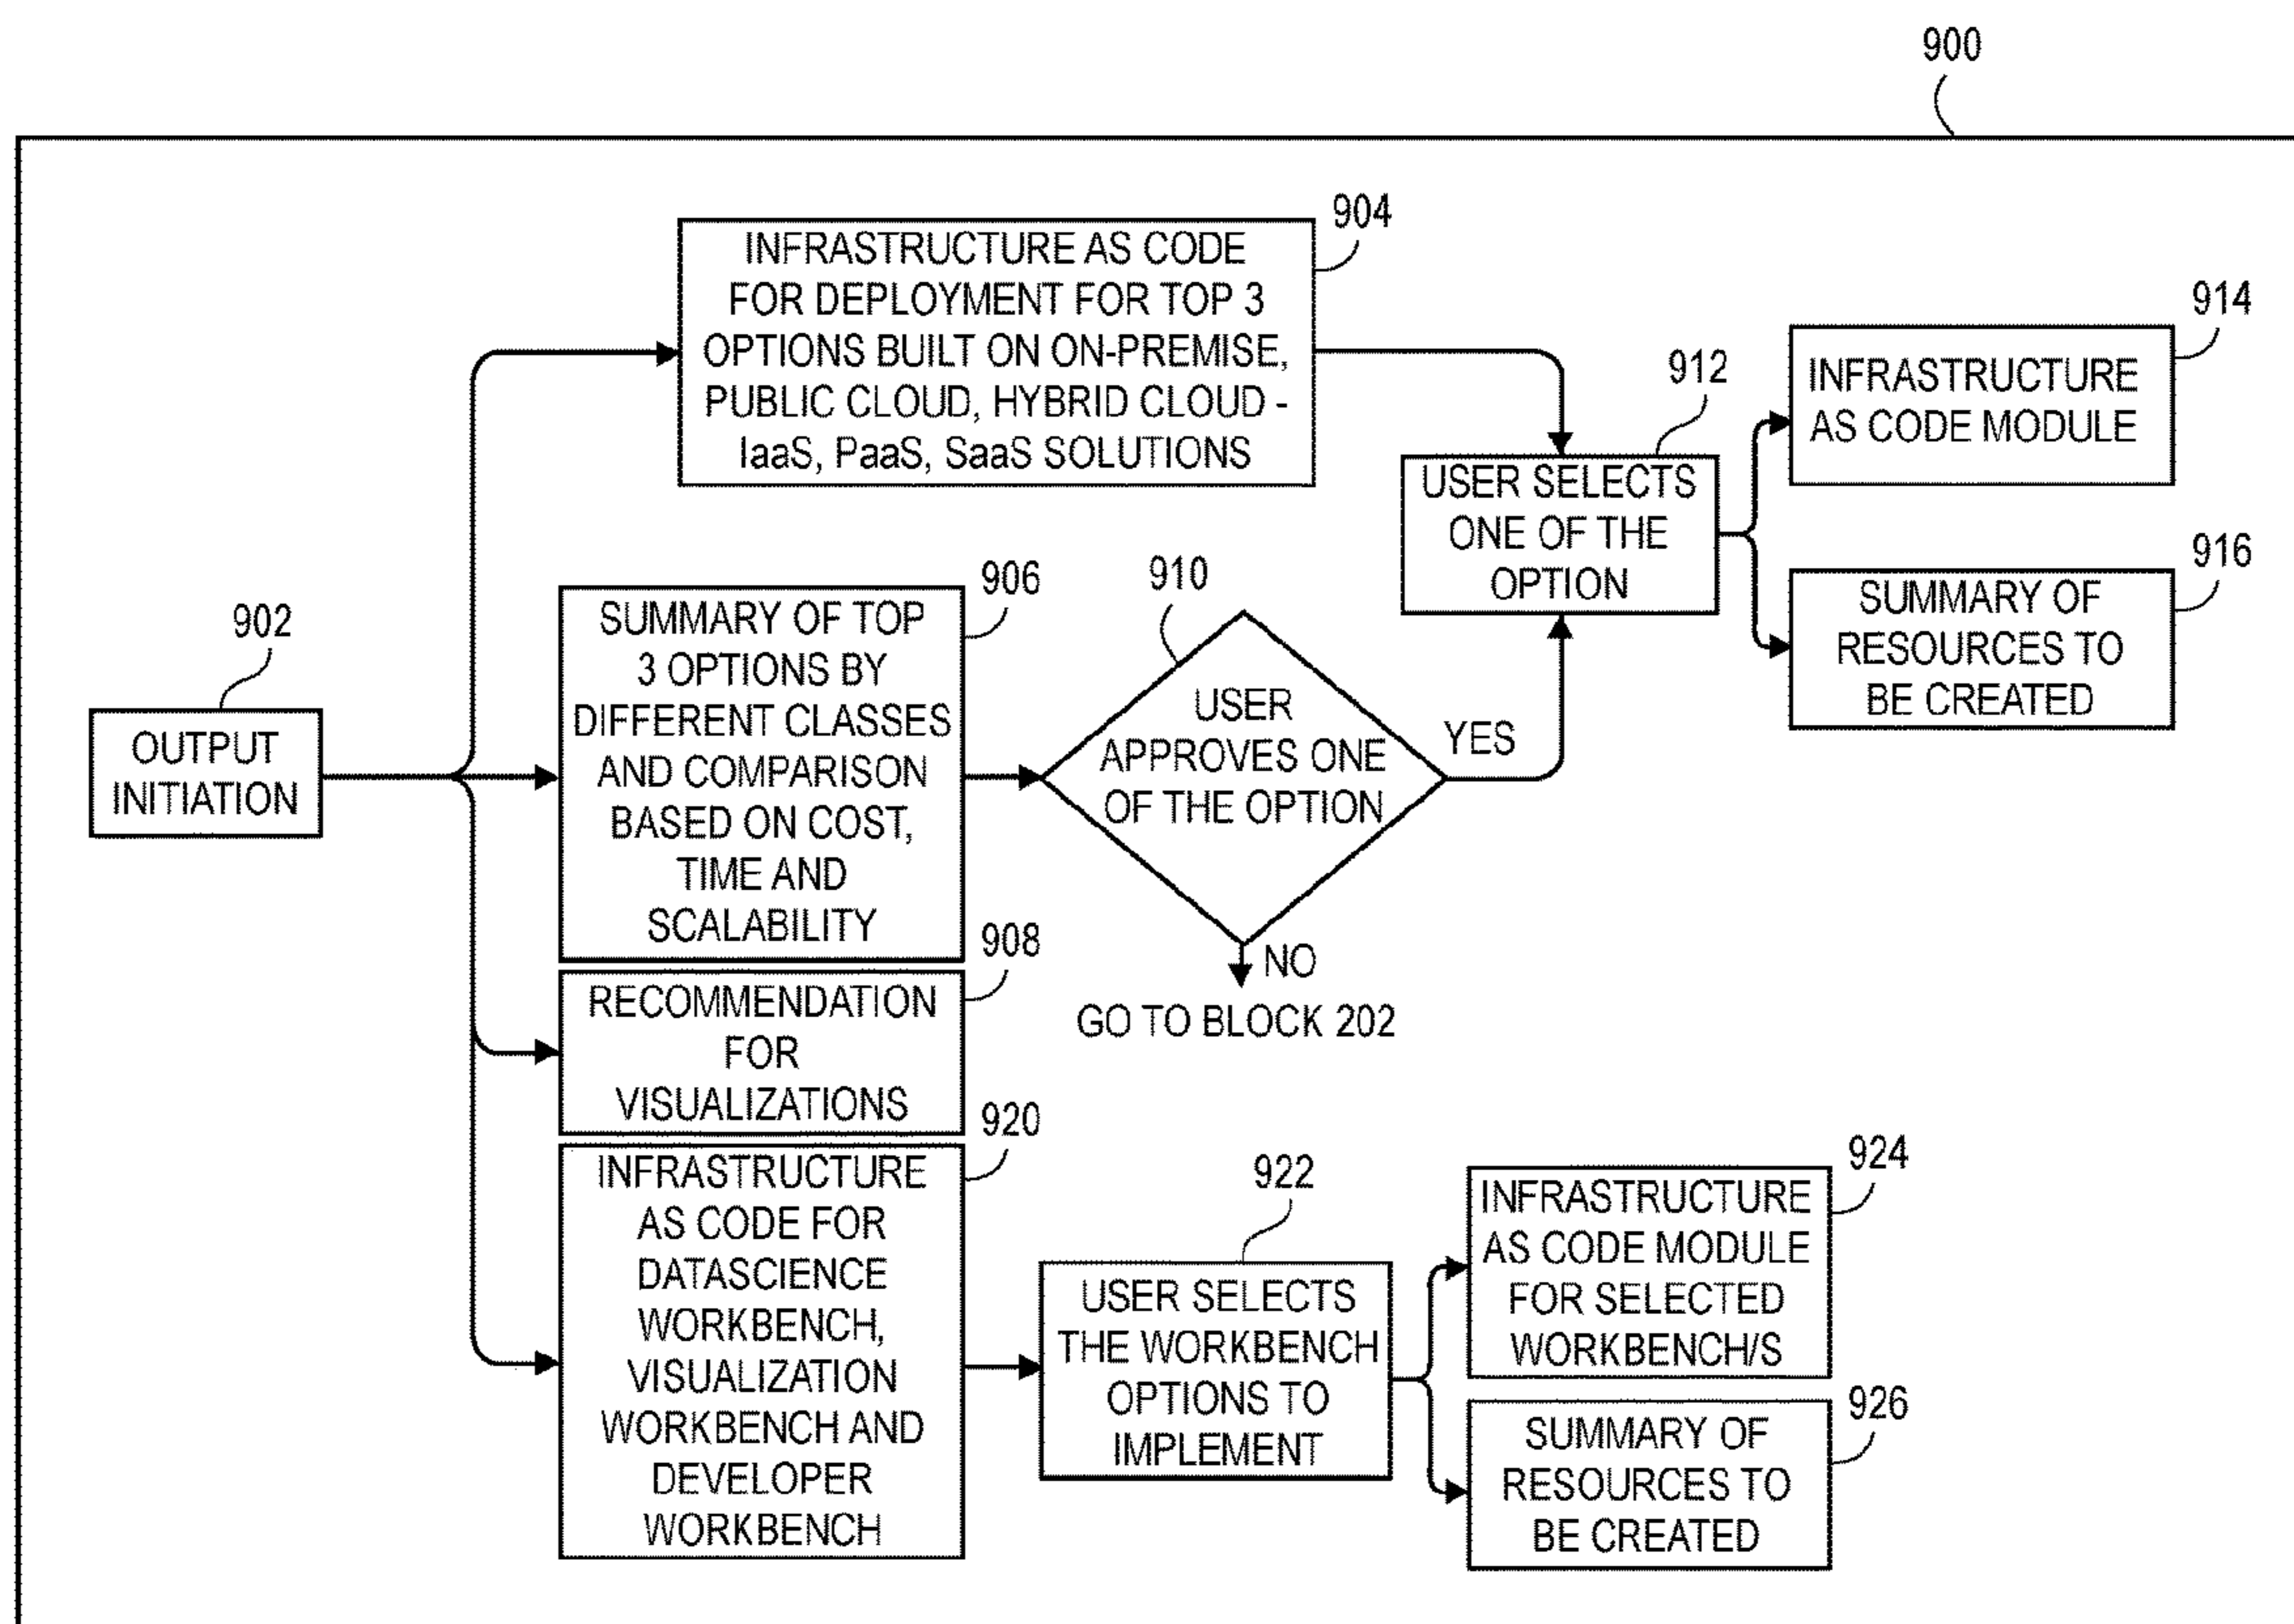 900
904
INFRASTRUCTURE AS CODE
FOR DEPLOYMENT FOR TOP 3
OPTIONS BUILT ON ON-PREMISE,
PUBLIC CLOUD, HYBRID CLOUD -
IaaS, PaaS, SaaS SOLUTIONS
912
USER SELECTS
ONE OF THE
OPTION
914
INFRASTRUCTURE
AS CODE MODULE
916
SUMMARY OF
RESOURCES TO
BE CREATED
902
OUTPUT
INITIATION
906
SUMMARY OF TOP
3 OPTIONS BY
DIFFERENT CLASSES
AND COMPARISON
BASED ON COST,
TIME AND
SCALABILITY
910
USER
APPROVES ONE
OF THE OPTION
YES
NO
GO TO BLOCK 202
908
RECOMMENDATION
FOR
VISUALIZATIONS
920
INFRASTRUCTURE
AS CODE FOR
DATASCIENCE
WORKBENCH,
VISUALIZATION
WORKBENCH AND
DEVELOPER
WORKBENCH
922
USER SELECTS
THE WORKBENCH
OPTIONS TO
IMPLEMENT
924
INFRASTRUCTURE
AS CODE MODULE
FOR SELECTED
WORKBENCH/S
926
SUMMARY OF
RESOURCES TO
BE CREATED